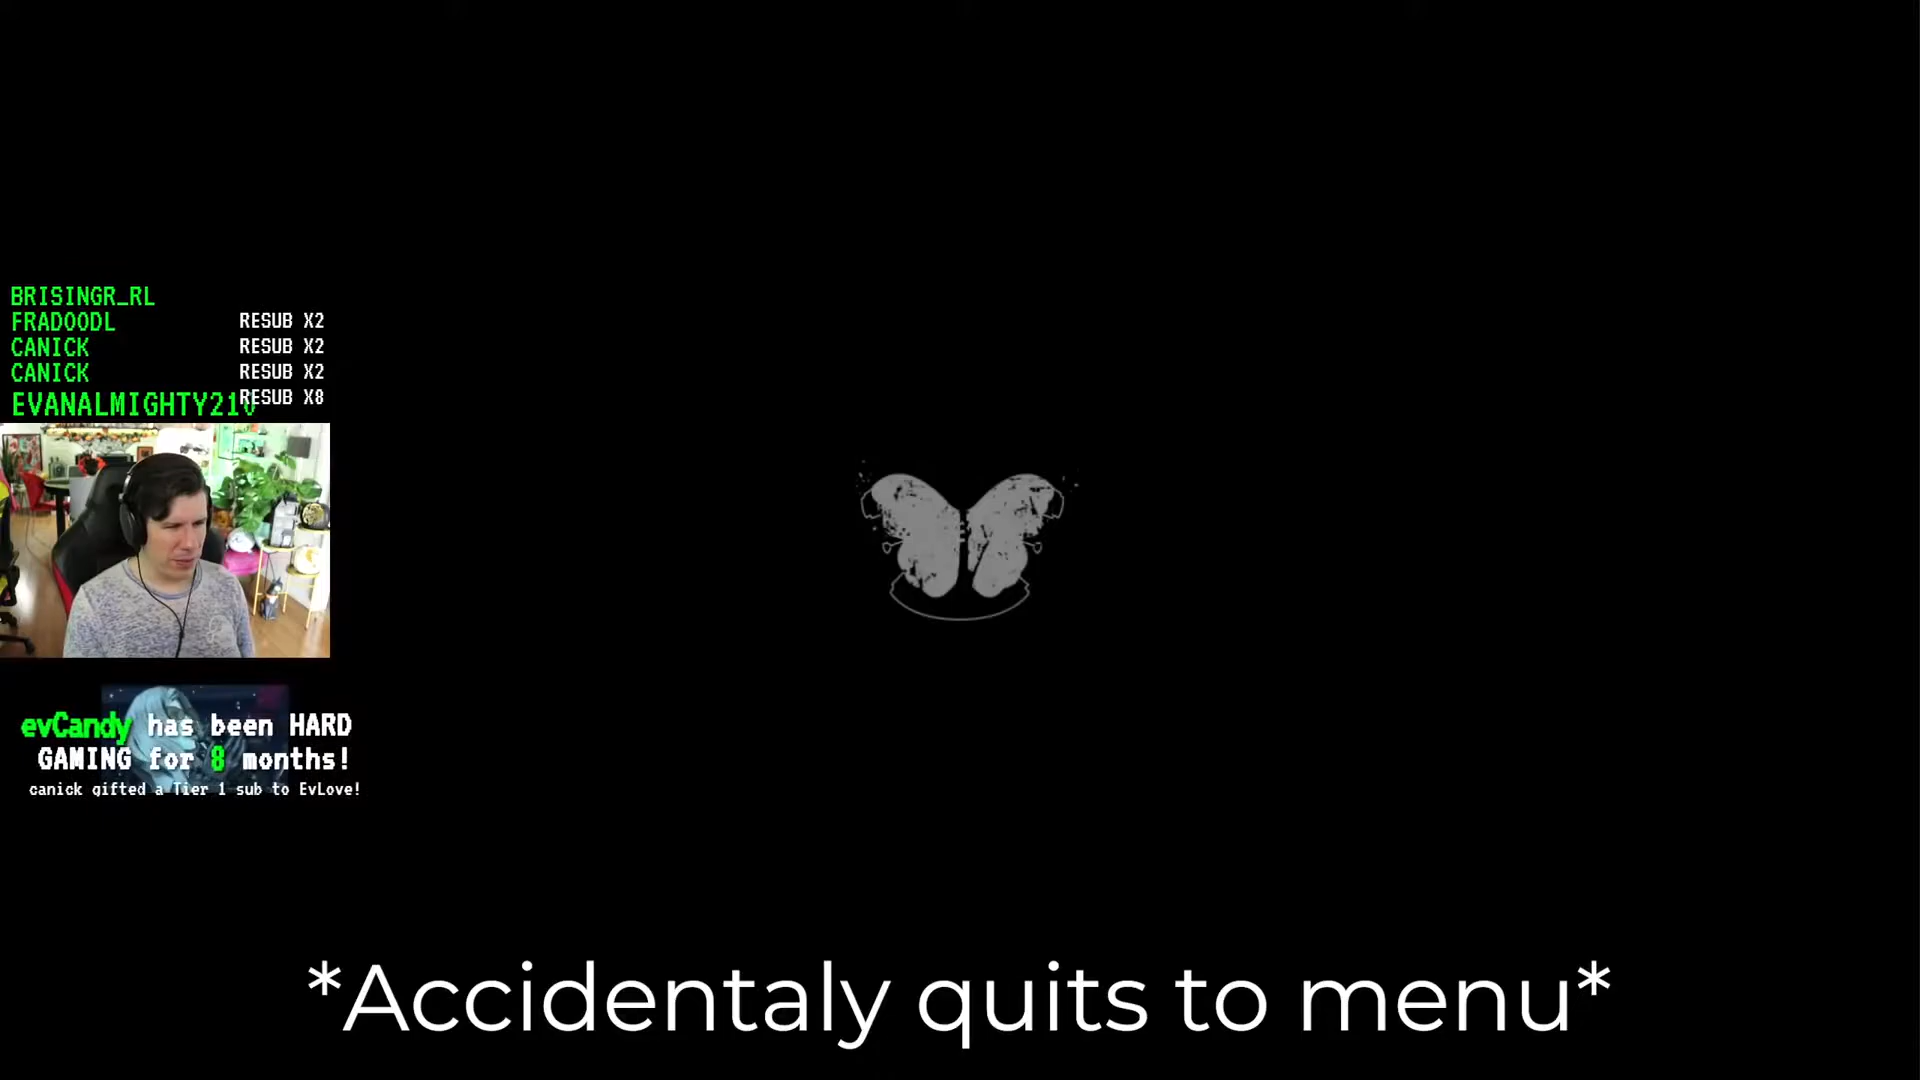 BRISINGR_RL
FRADOODL RESUB X2
CANICK RESUB X2
CANICK RESUB X2
EVANALMIGHTY210 RESUB X8
evCandy has been HARD
GAMING for 8 months!
canick gifted a Tier 1 sub to EvLove!
*Accidentaly quits to menu*